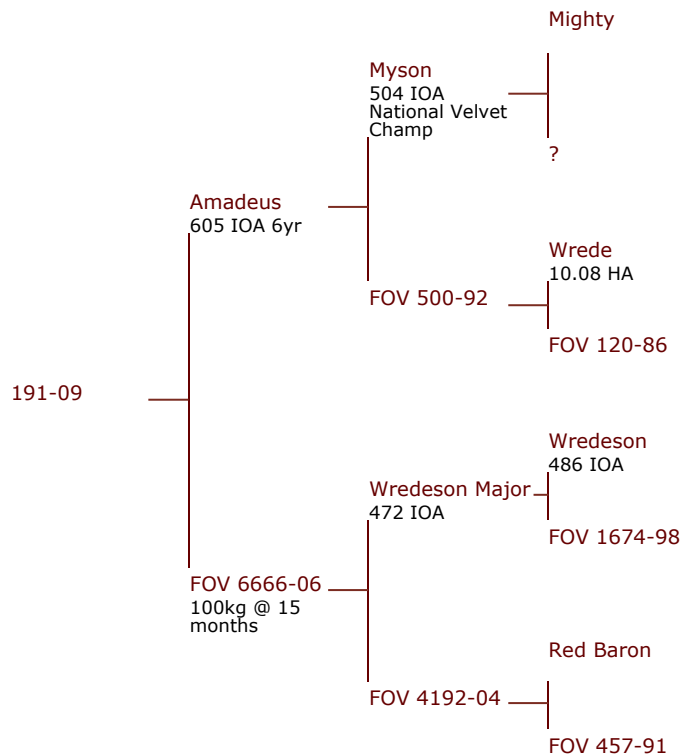 Mighty
Myson
504 IOA
National Velvet
Champ
?
Amadeus
605 IOA 6yr
Wrede
10.08 HA
FOV 500-92
FOV 120-86
191-09
Wredeson
486 IOA
Wredeson Major
472 IOA
FOV 1674-98
FOV 6666-06
100kg @ 15
months
Red Baron
FOV 4192-04
FOV 457-91